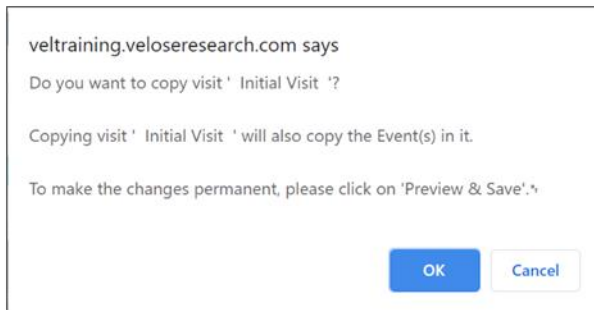 veltraining.veloseresearch.com says
Do you want to copy visit '  Initial Visit  '?
Copying visit '  Initial Visit  ' will also copy the Event(s) in it.
To make the changes permanent, please click on 'Preview & Save'.
OK Cancel